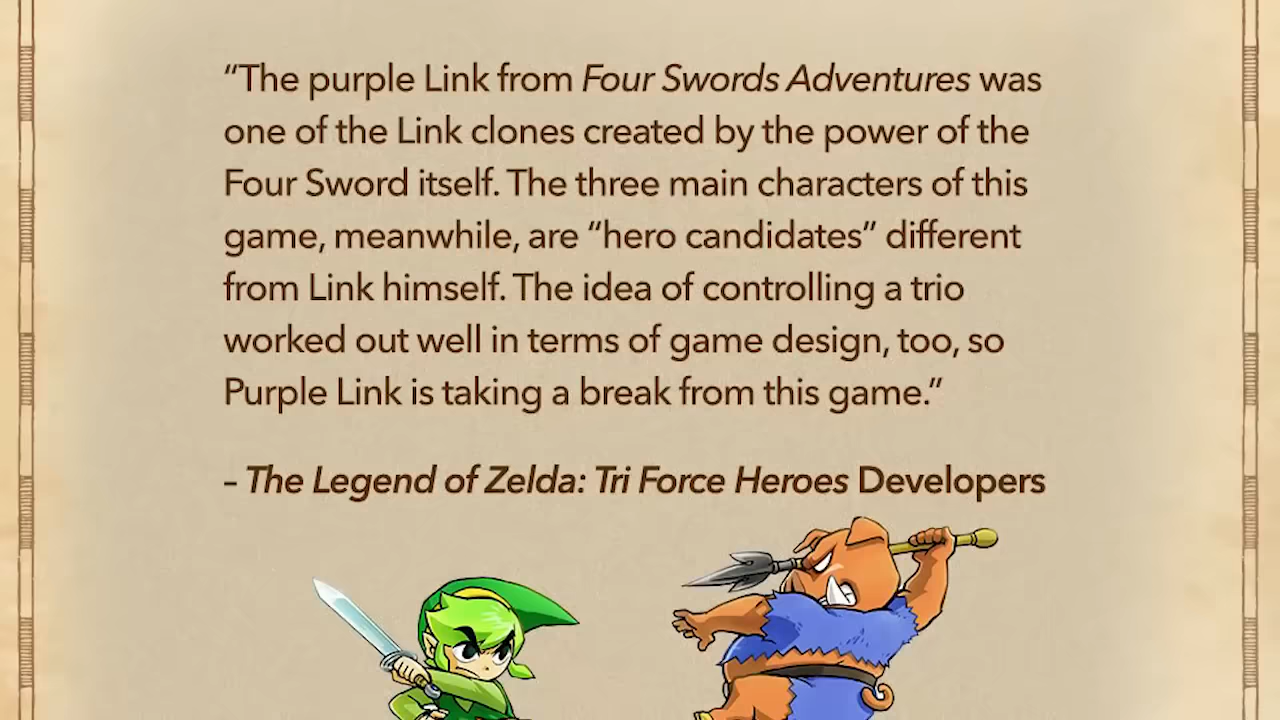 “The purple Link from Four Swords Adventures was
one of the Link clones created by the power of the
Four Sword itself. The three main characters of this
game, meanwhile, are “hero candidates” different
from Link himself. The idea of controlling a trio
worked out well in terms of game design, too, so
Purple Link is taking a break from this game.”
– The Legend of Zelda: Tri Force Heroes Developers